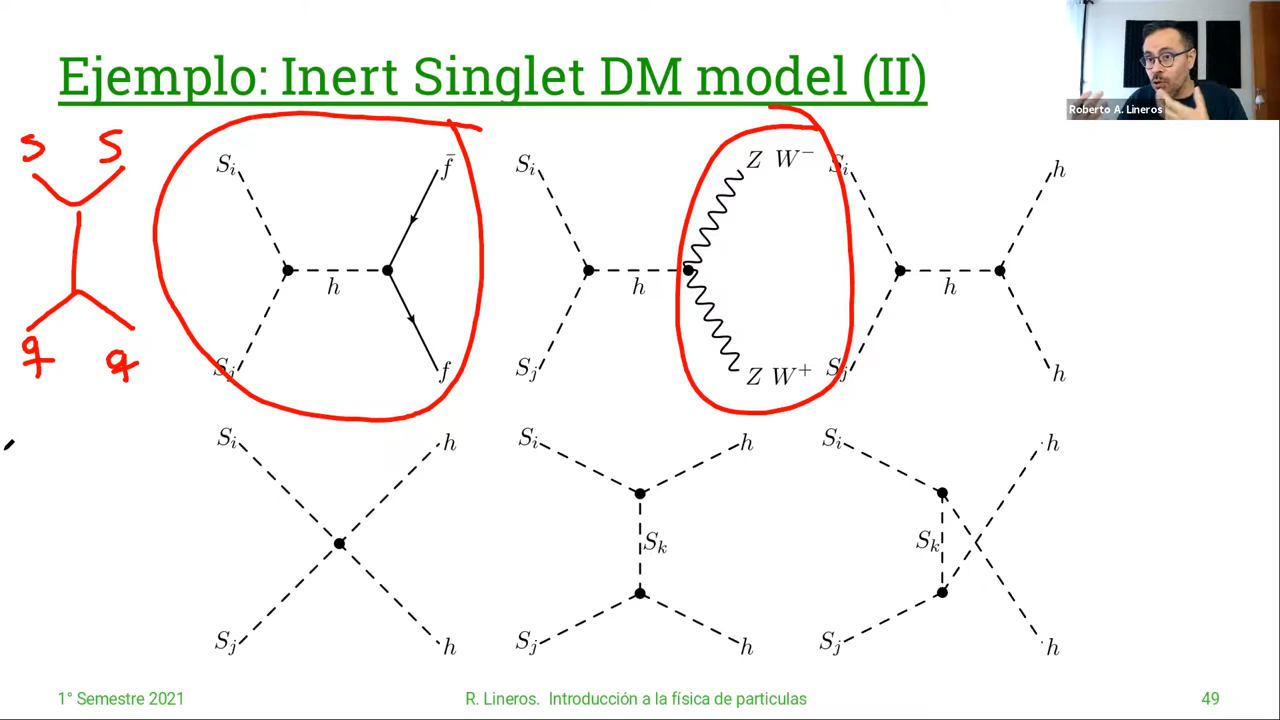 Ejemplo: Inert Singlet DM model (II)
Roberto A. Lineros
s s
q q
S_i f̄
h
S_j f
S_i Z W⁻
h
S_j Z W⁺
S_i h
h
S_j h
S_i h
S_j h
S_i h
S_k
S_j h
S_i h
S_k
S_j h
1° Semestre 2021
R. Lineros. Introducción a la física de particulas
49